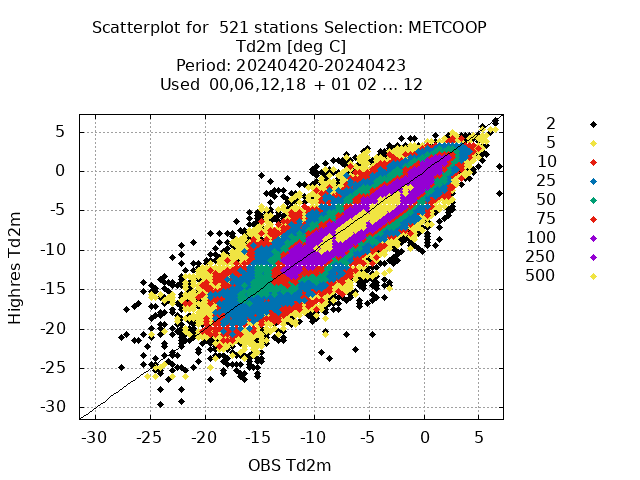 Scatterplot for 521 stations Selection: METCOOP
Td2m [deg C]
Period: 20240420-20240423
Used 00,06,12,18 + 01 02 ... 12
2
5
10
25
50
75
100
250
500
5
0
-5
-10
-15
-20
-25
-30
Highres Td2m
-30 -25 -20 -15 -10 -5 0 5
OBS Td2m